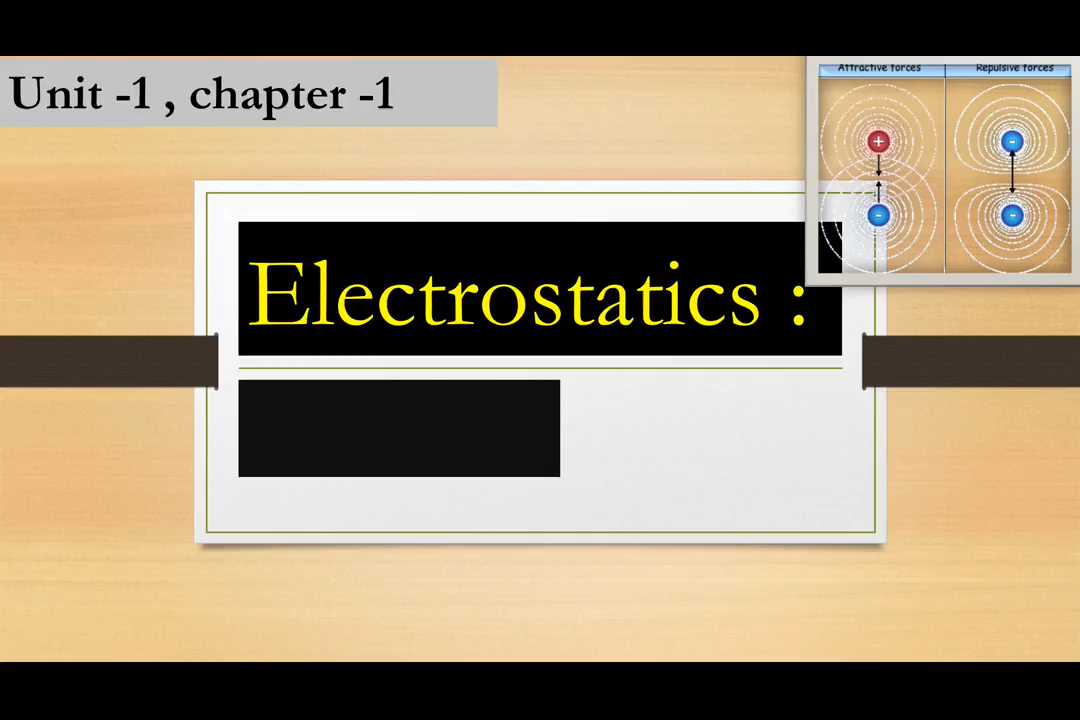 Unit -1 , chapter -1
Attractive forces
Repulsive forces
+
-
-
-
Electrostatics :